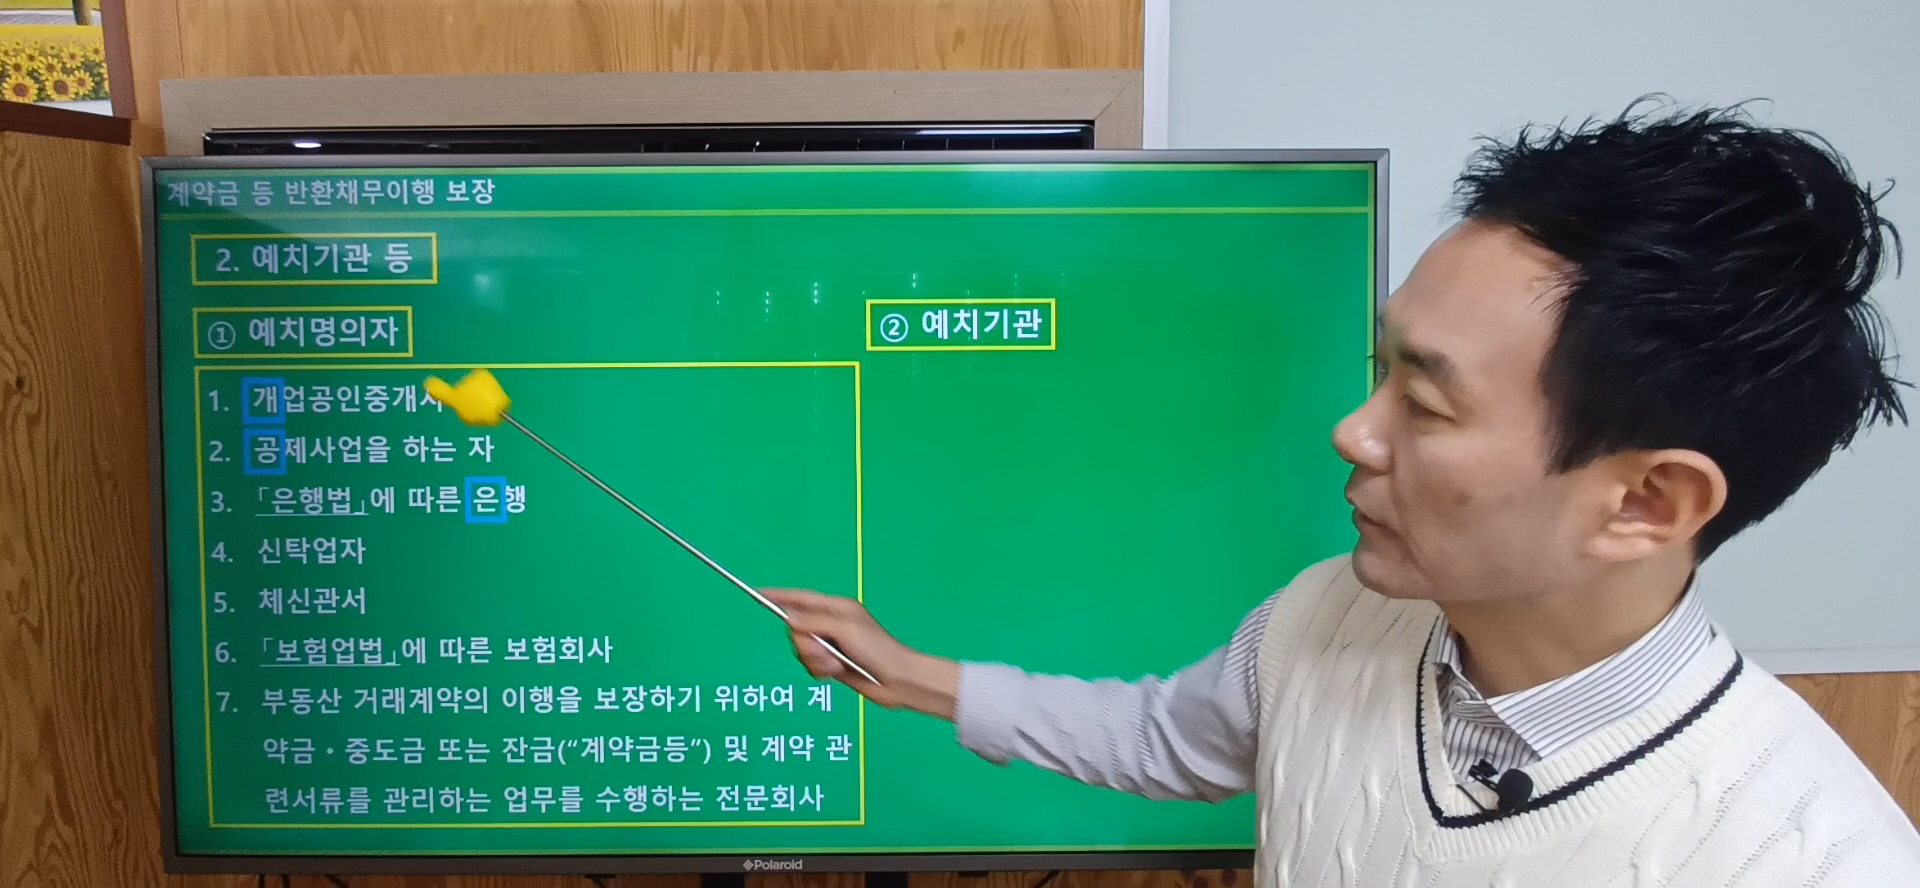 계약금 등 반환채무이행 보장
2. 예치기관 등
① 예치명의자
1. 개업공인중개사
2. 공제사업을 하는 자
3. 「은행법」에 따른 은행
4. 신탁업자
5. 체신관서
6. 「보험업법」에 따른 보험회사
7. 부동산 거래계약의 이행을 보장하기 위하여 계
약금·중도금 또는 잔금(“계약금등”) 및 계약 관
련서류를 관리하는 업무를 수행하는 전문회사
② 예치기관
Polaroid